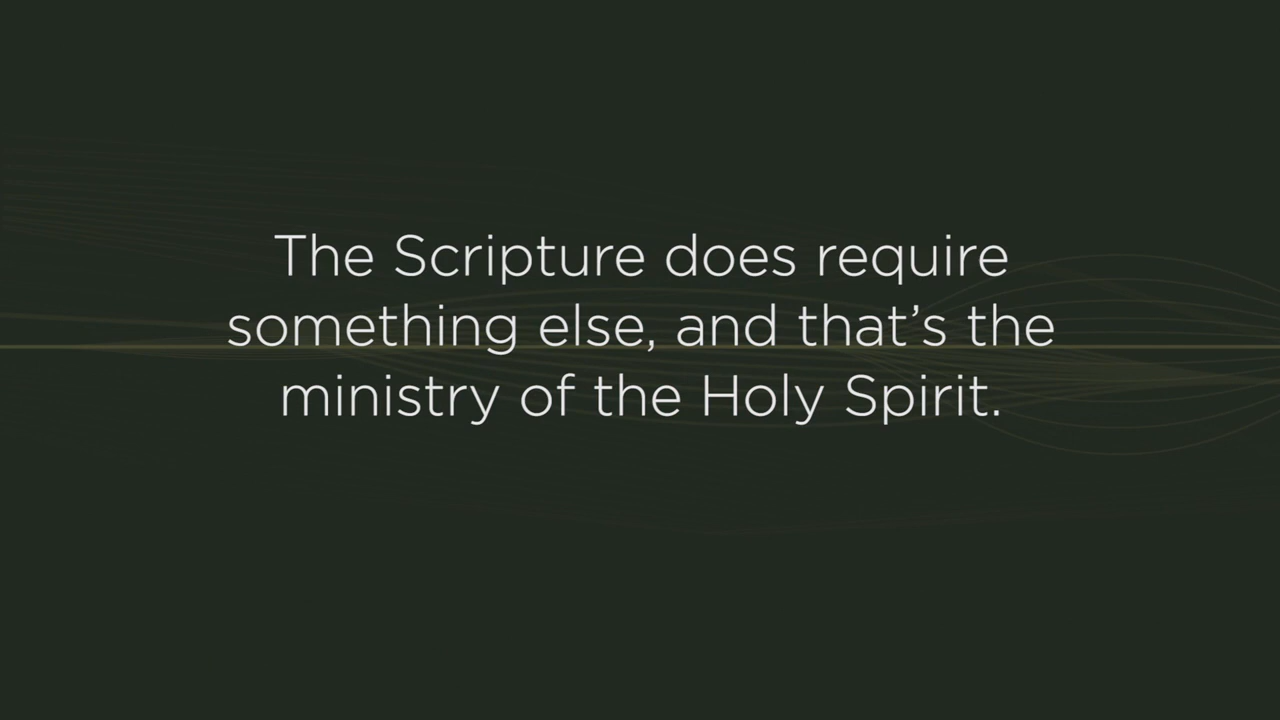 The Scripture does require
something else, and that’s the
ministry of the Holy Spirit.